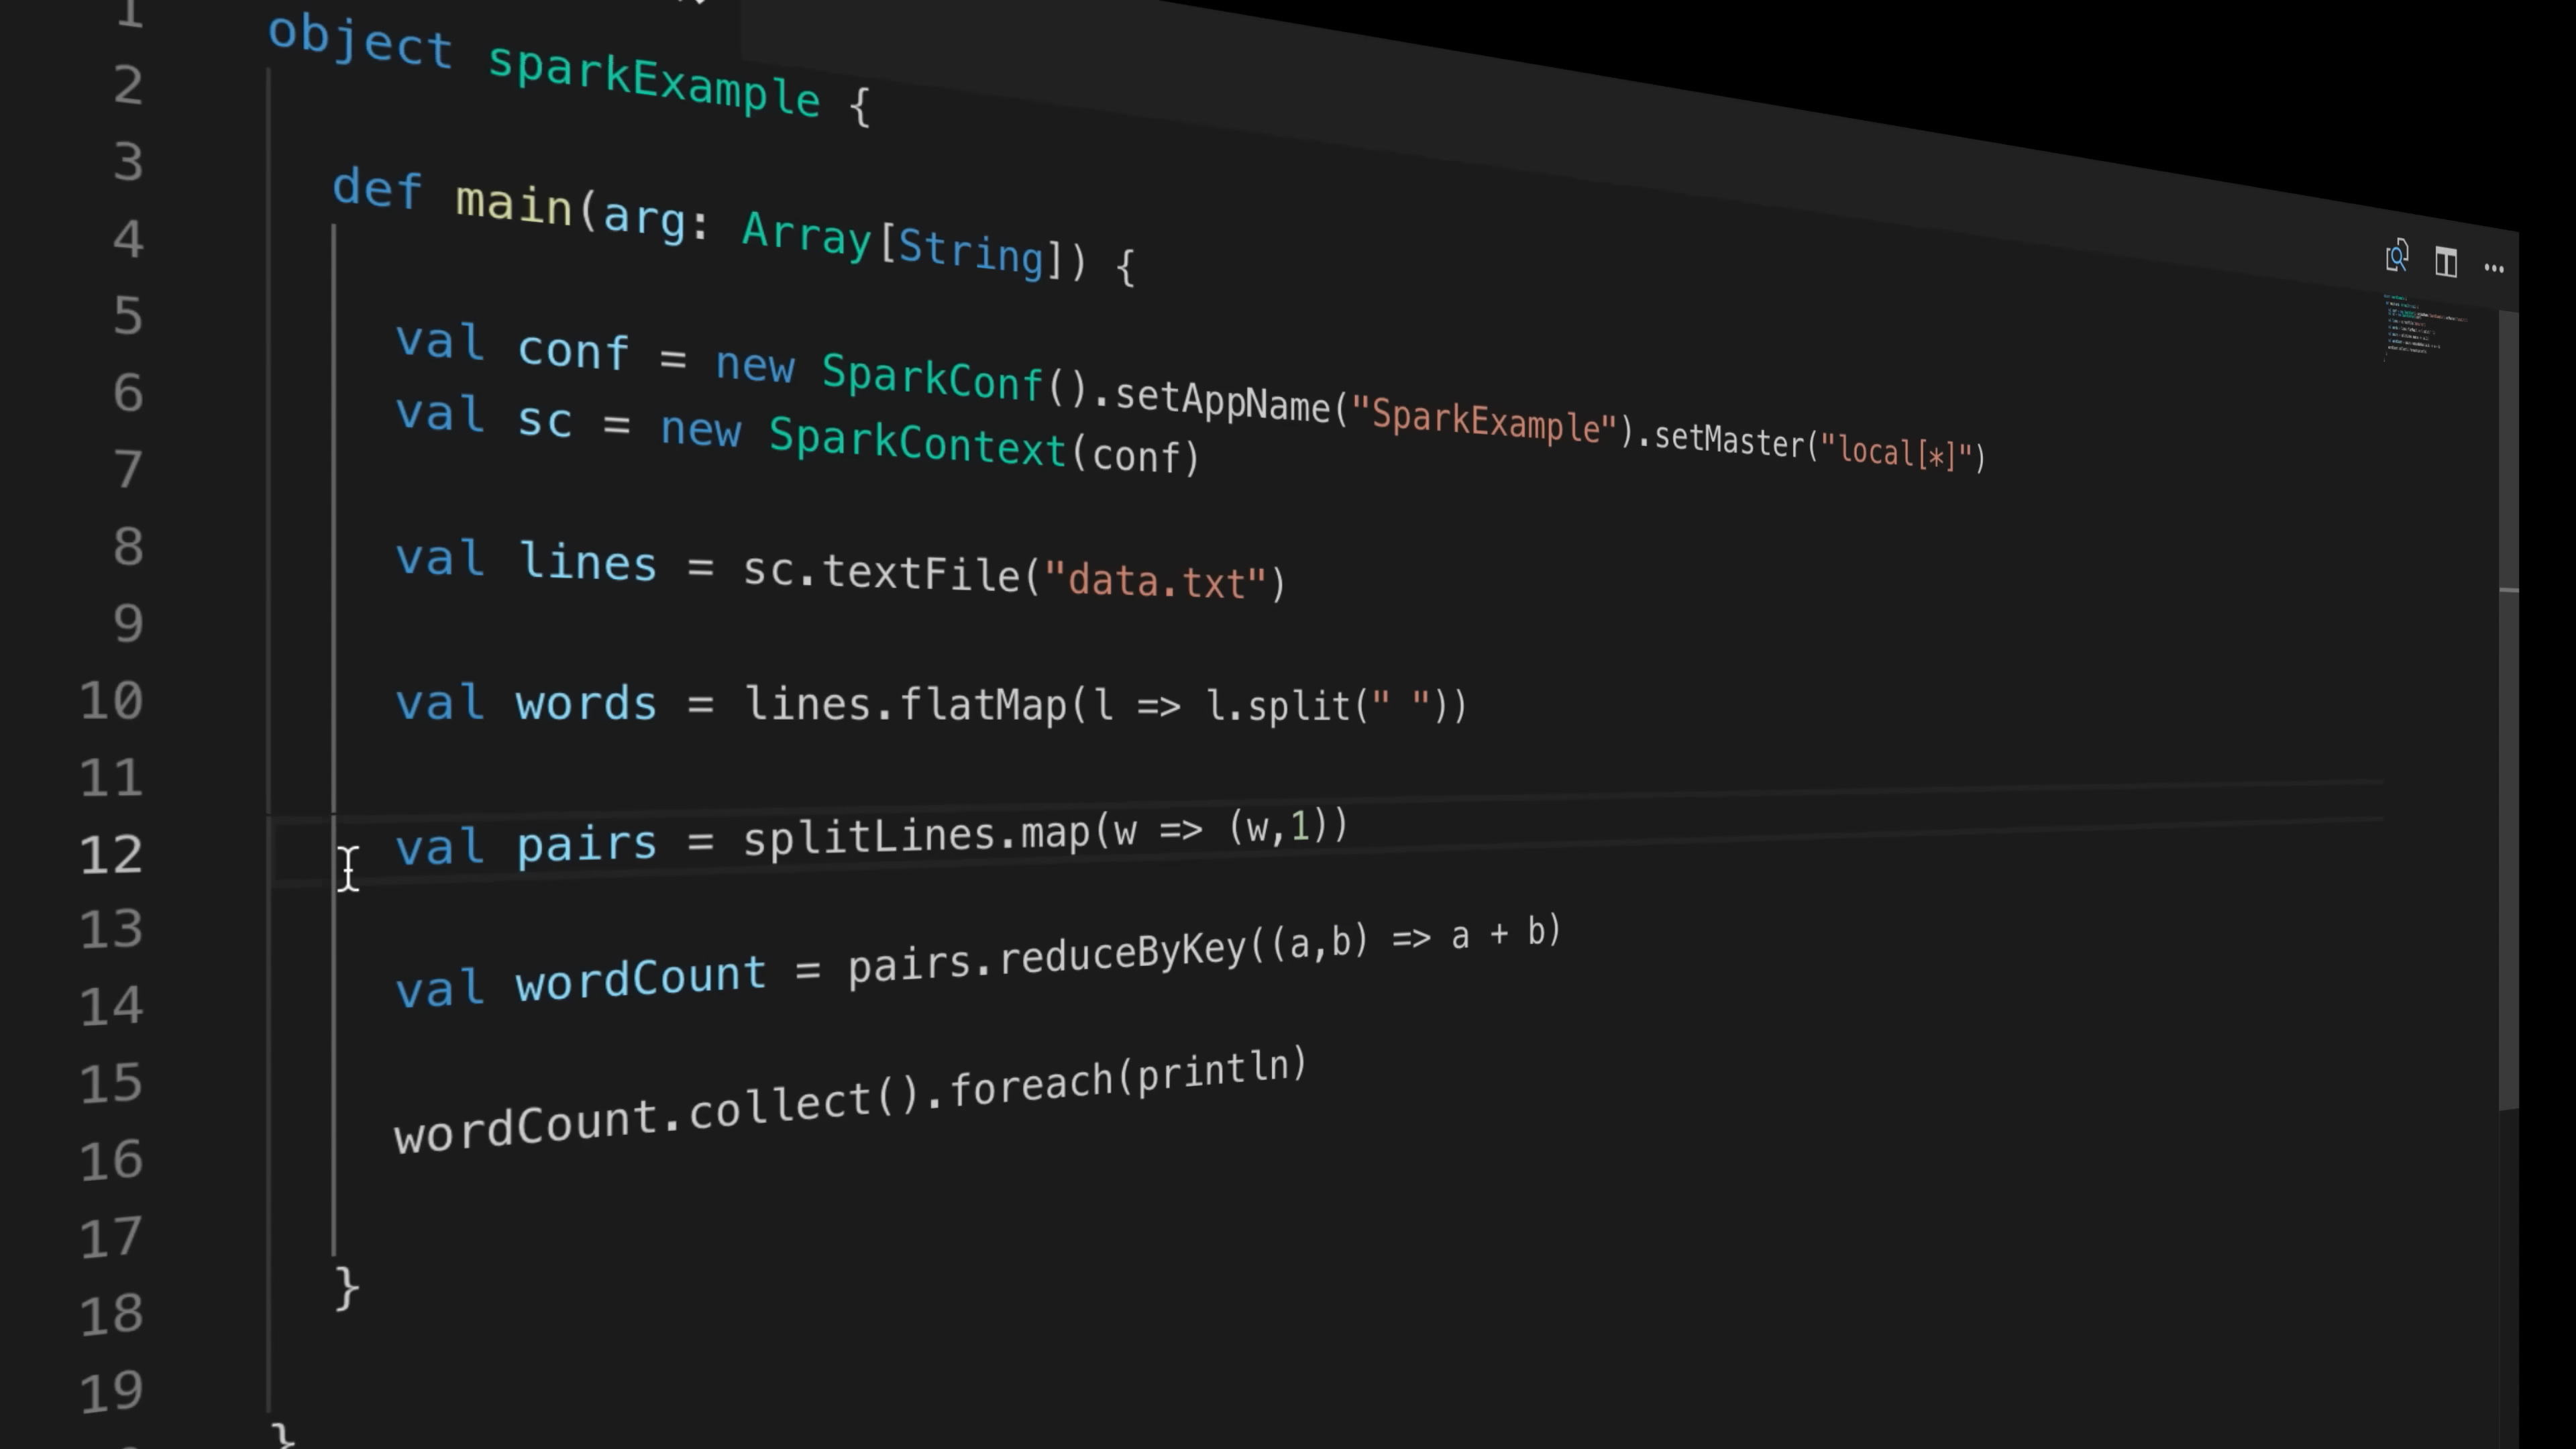 1 object sparkExample {
2
3 def main(arg: Array[String]) {
4
5 val conf = new SparkConf().setAppName("SparkExample").setMaster("local[*]")
6 val sc = new SparkContext(conf)
7
8 val lines = sc.textFile("data.txt")
9
10 val words = lines.flatMap(l => l.split(" "))
11
12 val pairs = splitLines.map(w => (w,1))
13
14 val wordCount = pairs.reduceByKey((a,b) => a + b)
15
16 wordCount.collect().foreach(println)
17
18 }
19
}